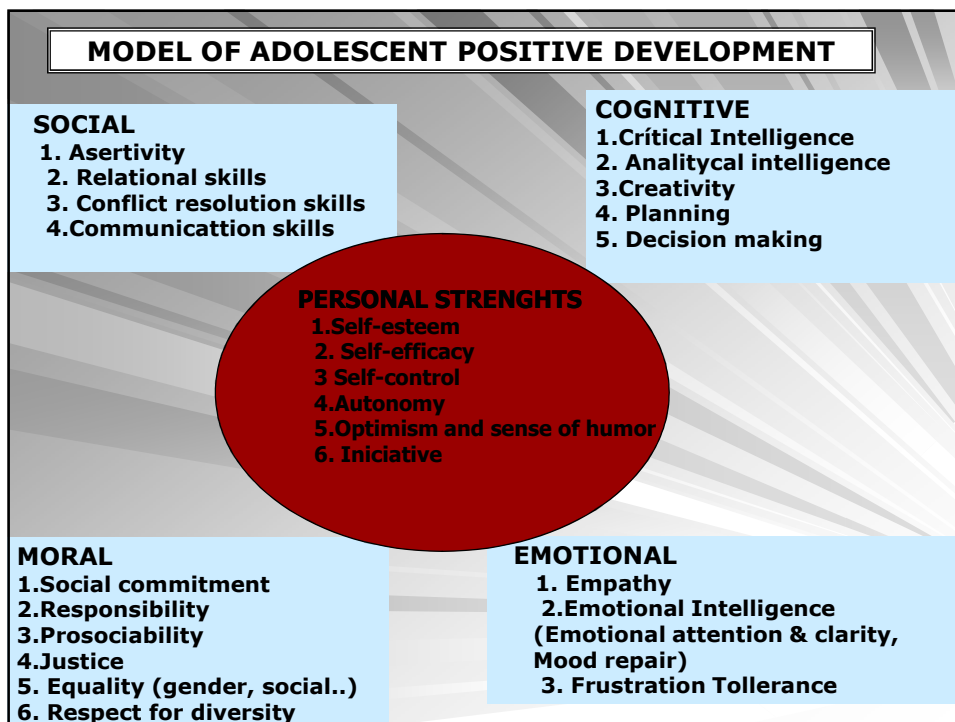 MODEL OF ADOLESCENT POSITIVE DEVELOPMENT
SOCIAL
1. Asertivity
2. Relational skills
3. Conflict resolution skills
4.Communicattion skills
COGNITIVE
1.Crítical Intelligence
2. Analitycal intelligence
3.Creativity
4. Planning
5. Decision making
PERSONAL STRENGHTS
1.Self-esteem
2. Self-efficacy
3 Self-control
4.Autonomy
5.Optimism and sense of humor
6. Iniciative
MORAL
1.Social commitment
2.Responsibility
3.Prosociability
4.Justice
5. Equality (gender, social..)
6. Respect for diversity
EMOTIONAL
1. Empathy
2.Emotional Intelligence
(Emotional attention & clarity,
Mood repair)
3. Frustration Tollerance